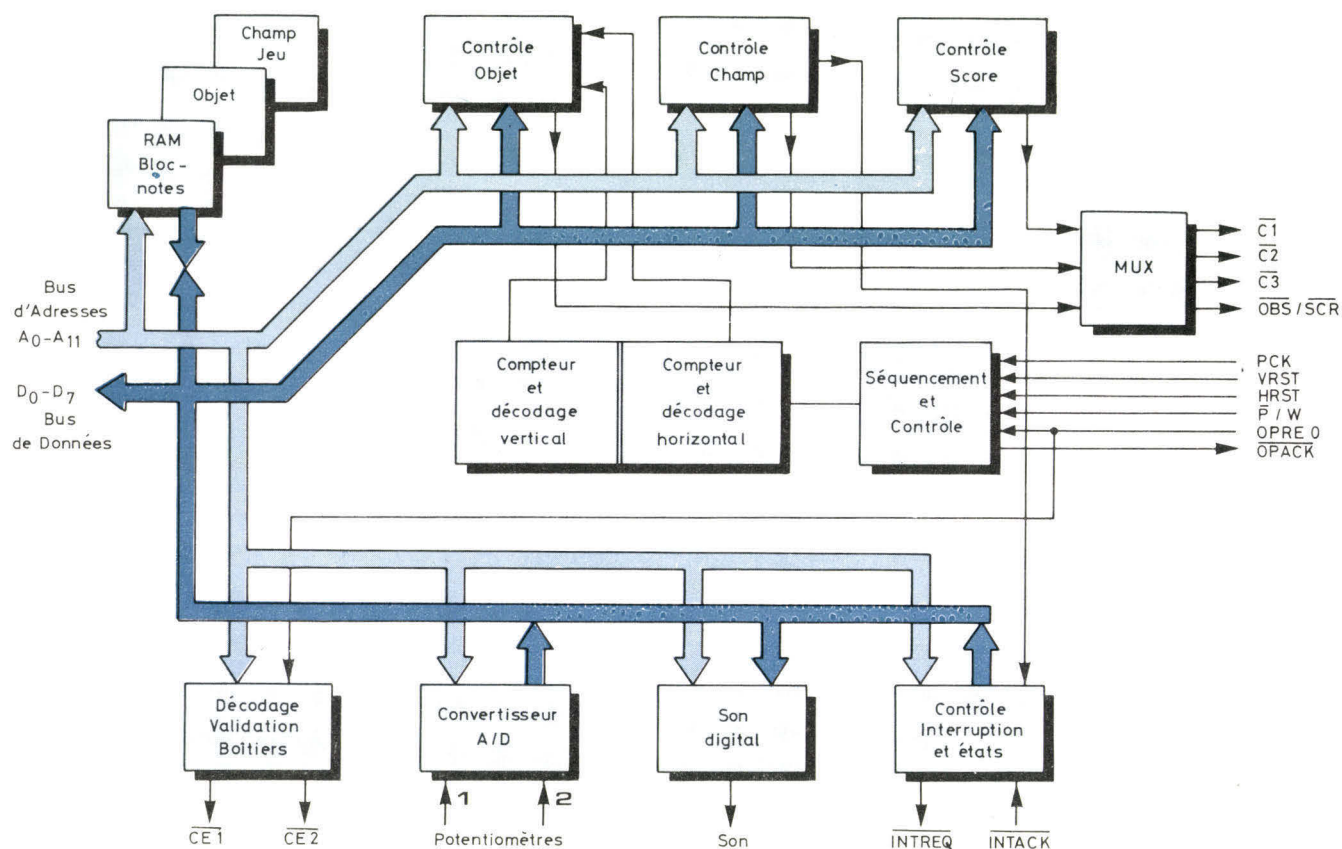 Champ
Jeu
Objet
RAM
Bloc-
notes
Contrôle
Objet
Contrôle
Champ
Contrôle
Score
MUX
C1
C2
C3
OBS/SCR
Bus
d'Adresses
A0-A11
D0-D7
Bus
de Données
Compteur
et
décodage
vertical
Compteur
et
décodage
horizontal
Séquencement
et
Contrôle
PCK
VRST
HRST
P/W
OPREQ
OPACK
Décodage
Validation
Boîtiers
Convertisseur
A/D
Son
digital
Contrôle
Interruption
et états
1
2
CE1
CE2
Potentiomètres
Son
INTREQ
INTACK